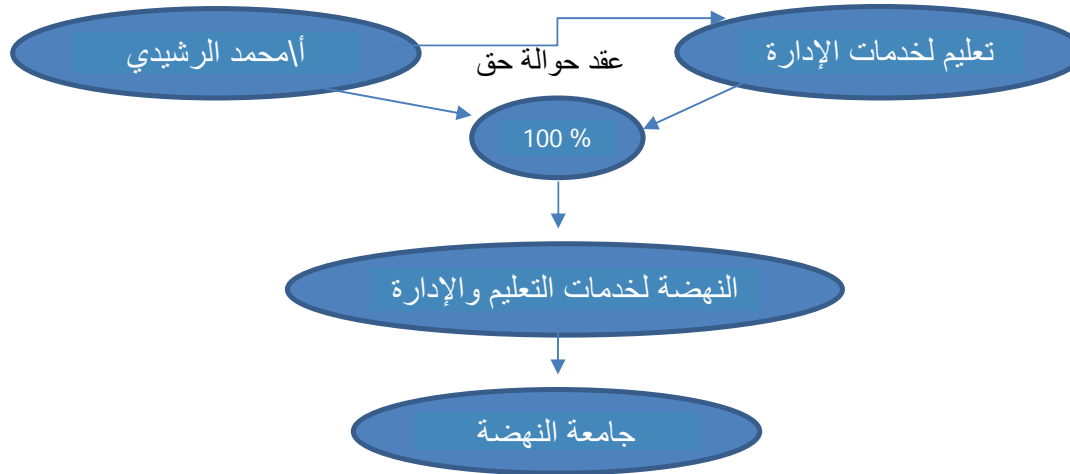 أ\محمد الرشيدي
تعليم لخدمات الإدارة
عقد حوالة حق
100 %
النهضة لخدمات التعليم والإدارة
جامعة النهضة